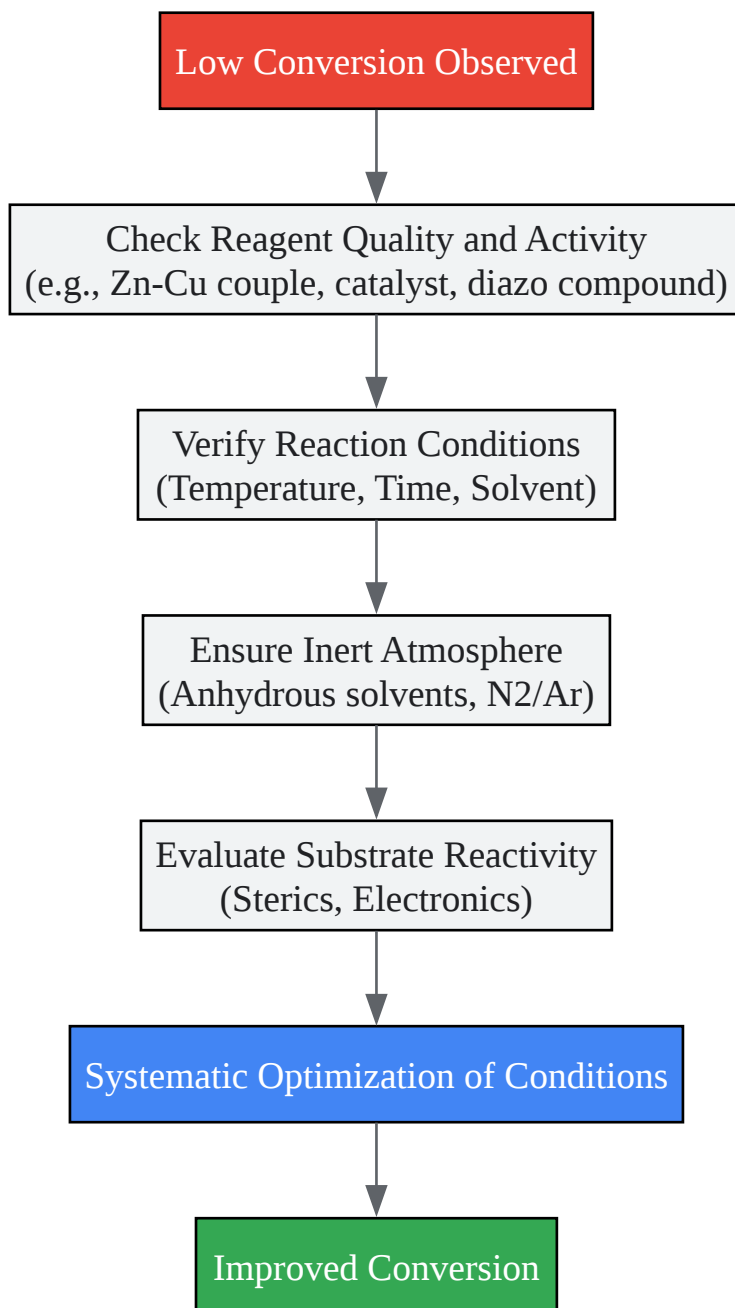 Low Conversion Observed
Check Reagent Quality and Activity
(e.g., Zn-Cu couple, catalyst, diazo compound)
Verify Reaction Conditions
(Temperature, Time, Solvent)
Ensure Inert Atmosphere
(Anhydrous solvents, N2/Ar)
Evaluate Substrate Reactivity
(Sterics, Electronics)
Systematic Optimization of Conditions
Improved Conversion